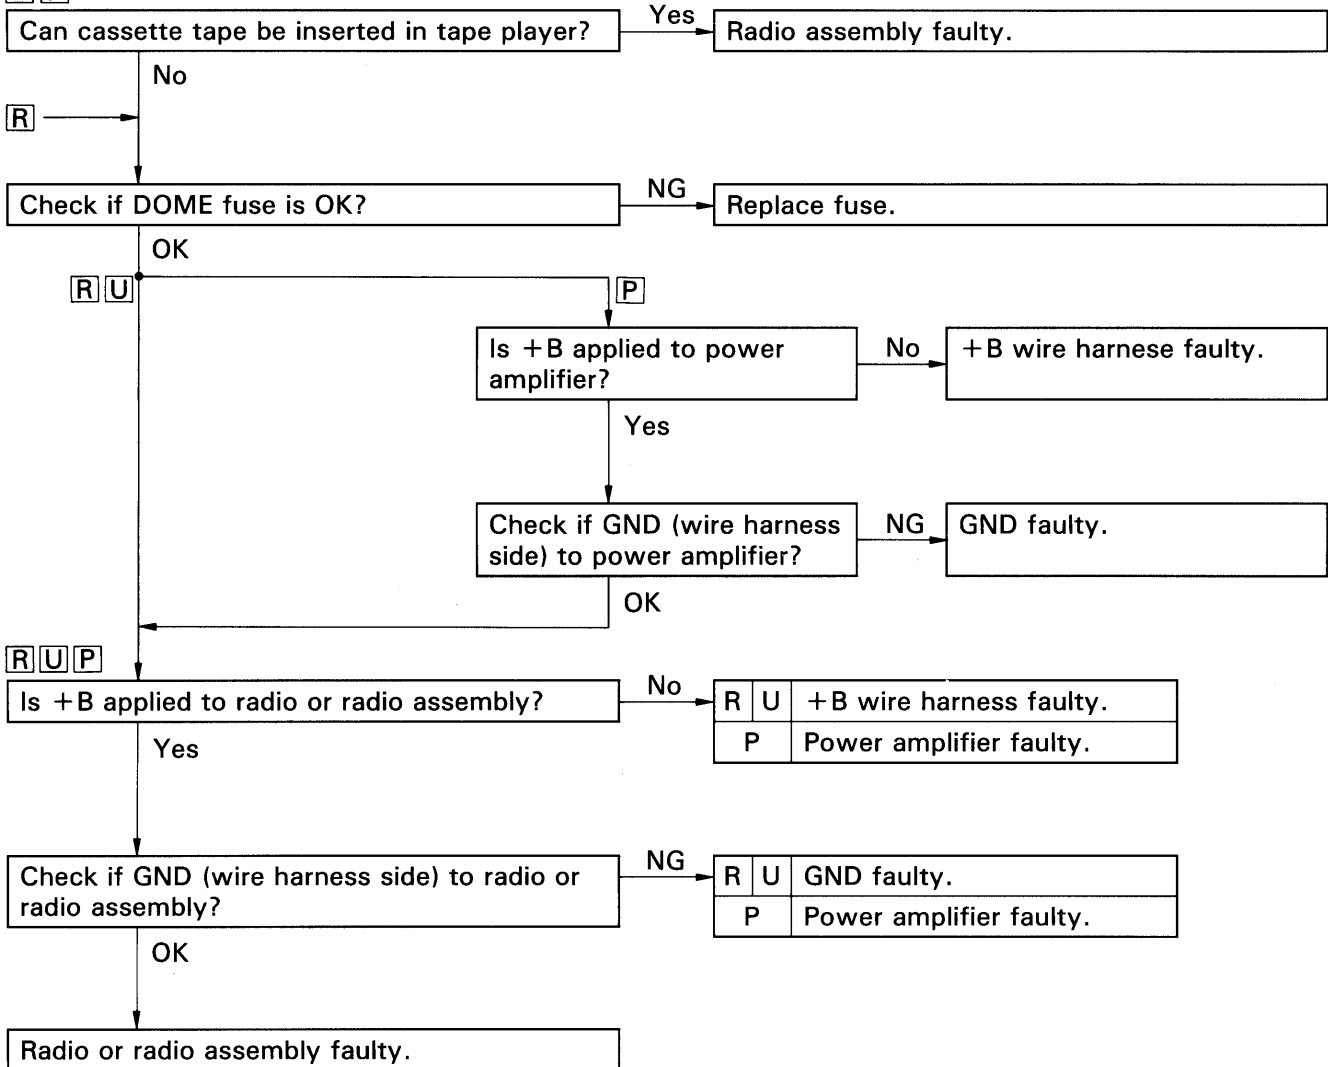 Can cassette tape be inserted in tape player?
Yes
Radio assembly faulty.
No
R
Check if DOME fuse is OK?
NG
Replace fuse.
OK
R U
P
Is +B applied to power
amplifier?
No
+B wire harnese faulty.
Yes
Check if GND (wire harness
side) to power amplifier?
NG
GND faulty.
OK
R U P
Is +B applied to radio or radio assembly?
No
R U +B wire harness faulty.
P Power amplifier faulty.
Yes
Check if GND (wire harness side) to radio or
radio assembly?
NG
R U GND faulty.
P Power amplifier faulty.
OK
Radio or radio assembly faulty.